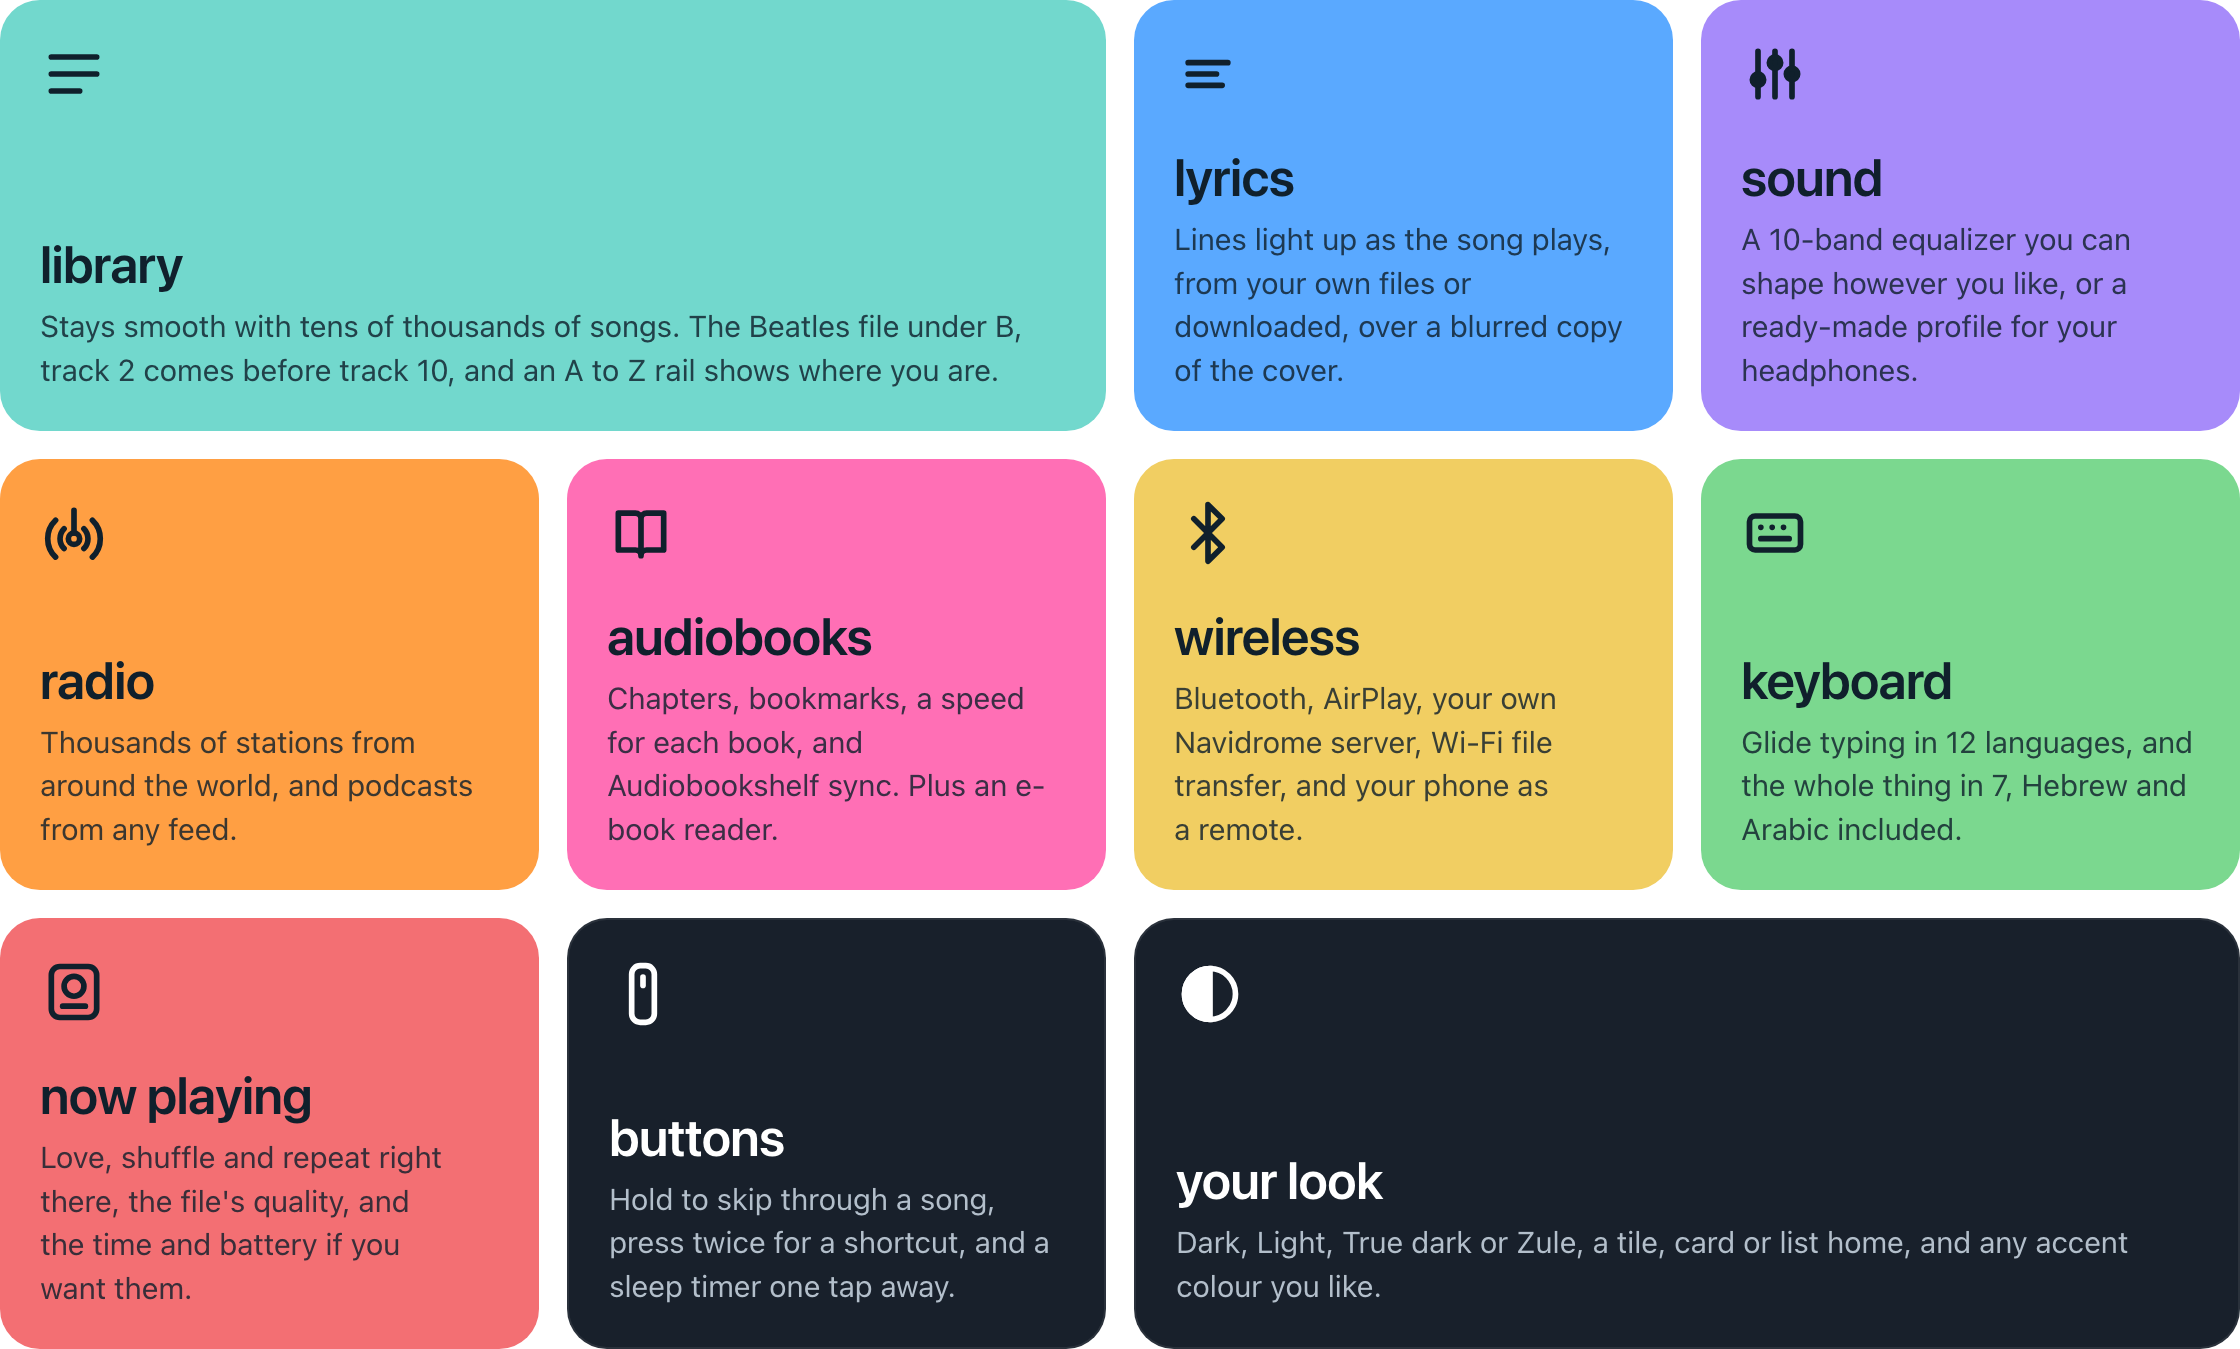 library
Stays smooth with tens of thousands of songs. The Beatles file under B,
track 2 comes before track 10, and an A to Z rail shows where you are.
lyrics
Lines light up as the song plays,
from your own files or
downloaded, over a blurred copy
of the cover.
sound
A 10-band equalizer you can
shape however you like, or a
ready-made profile for your
headphones.
radio
Thousands of stations from
around the world, and podcasts
from any feed.
audiobooks
Chapters, bookmarks, a speed
for each book, and
Audiobookshelf sync. Plus an e-
book reader.
wireless
Bluetooth, AirPlay, your own
Navidrome server, Wi-Fi file
transfer, and your phone as
a remote.
keyboard
Glide typing in 12 languages, and
the whole thing in 7, Hebrew and
Arabic included.
now playing
Love, shuffle and repeat right
there, the file's quality, and
the time and battery if you
want them.
buttons
Hold to skip through a song,
press twice for a shortcut, and a
sleep timer one tap away.
your look
Dark, Light, True dark or Zule, a tile, card or list home, and any accent
colour you like.